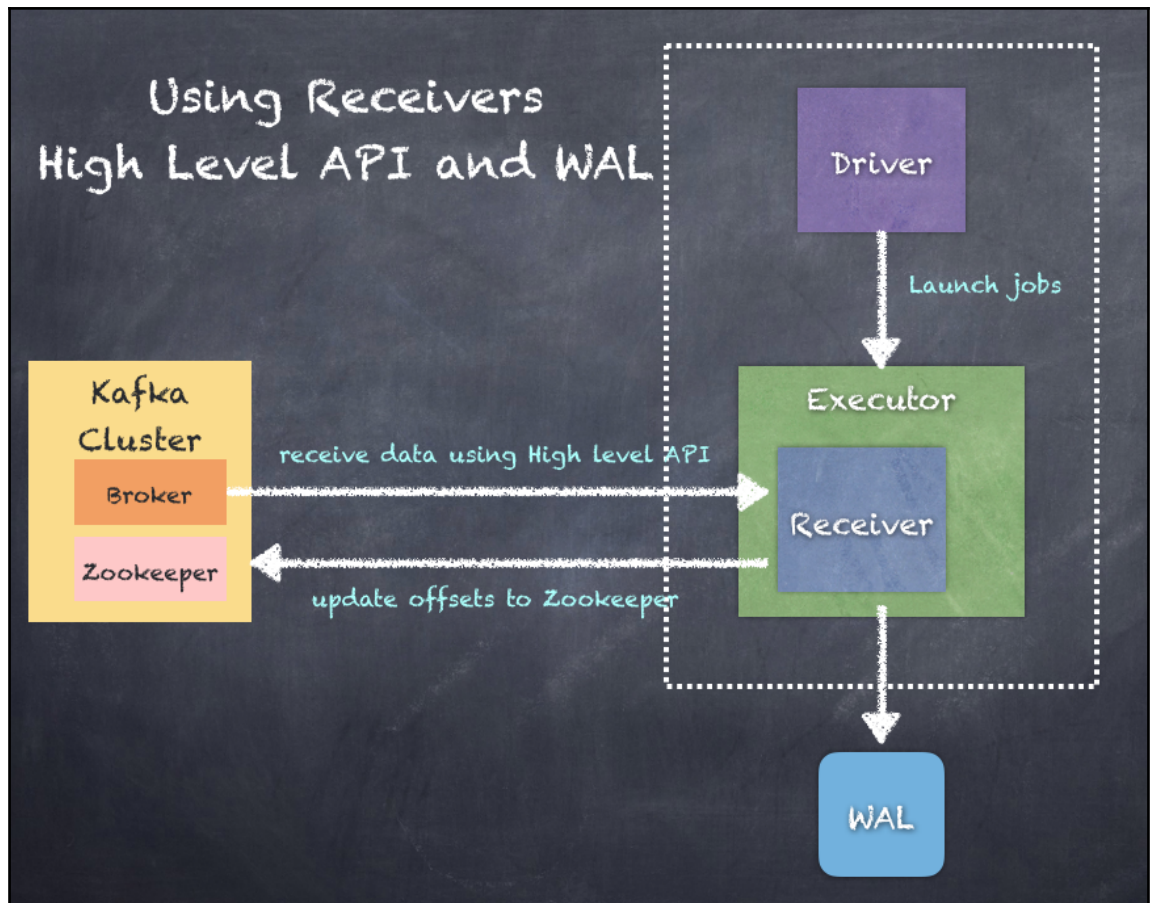 Using Receivers
High Level API and WAL
Driver
Launch jobs
Kafka
Cluster
Executor
receive data using High level API
Broker
Receiver
Zookeeper
update offsets to Zookeeper
WAL